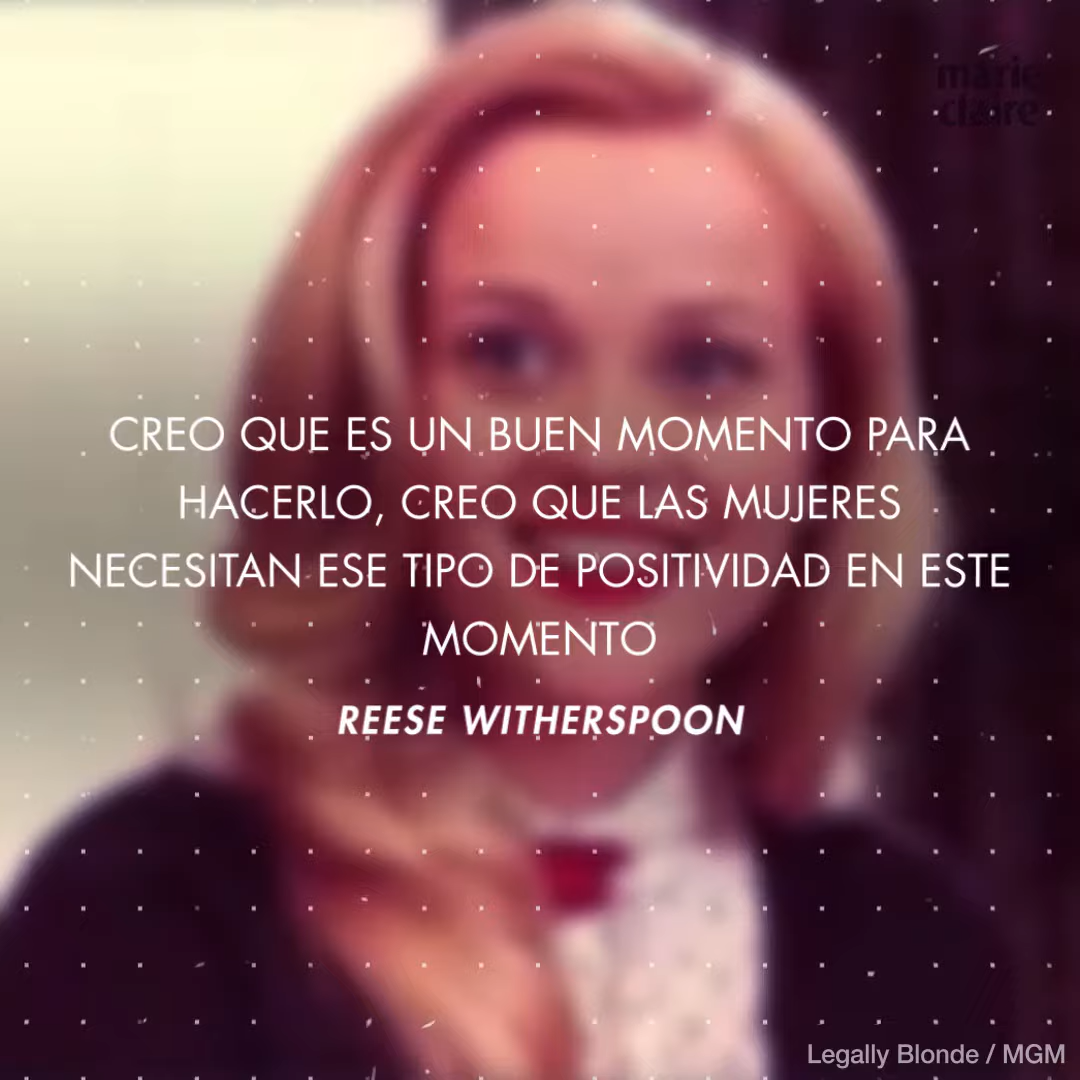 marie
claire
CREO QUE ES UN BUEN MOMENTO PARA
HACERLO, CREO QUE LAS MUJERES
NECESITAN ESE TIPO DE POSITIVIDAD EN ESTE
MOMENTO
REESE WITHERSPOON
Legally Blonde / MGM